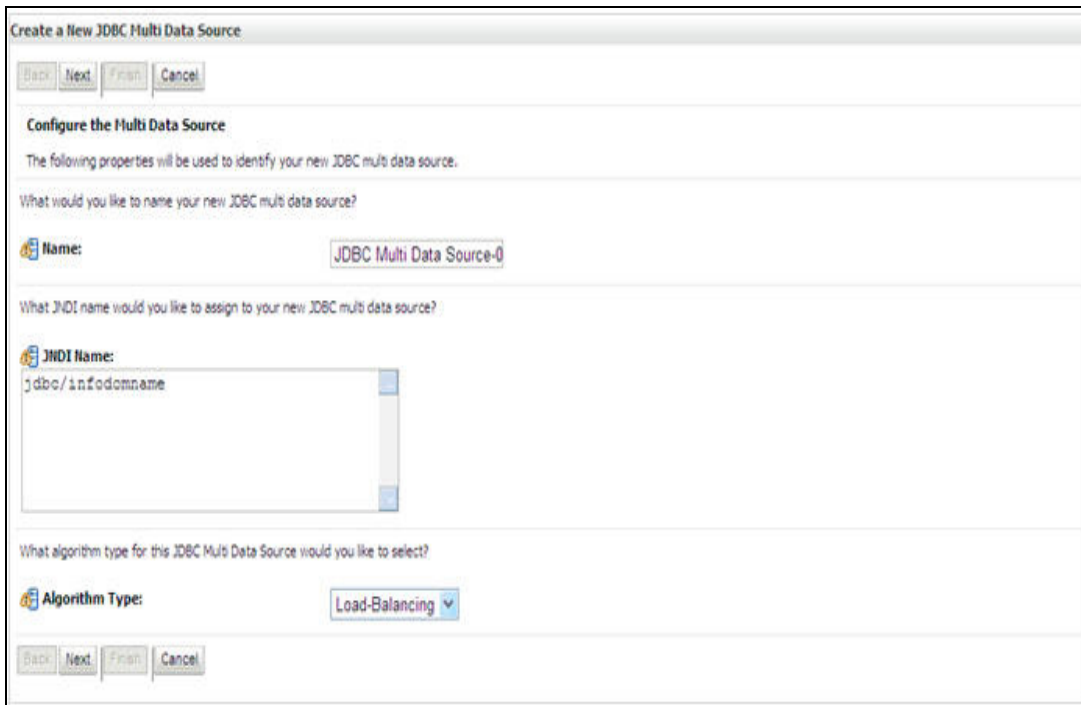 Create a New JDBC Multi Data Source
Back Next Finish Cancel
Configure the Multi Data Source
The following properties will be used to identify your new JDBC multi data source.
What would you like to name your new JDBC multi data source?
Name: JDBC Multi Data Source-0
What JNDI name would you like to assign to your new JDBC multi data source?
JNDI Name:
jdbc/infodomname
What algorithm type for this JDBC Multi Data Source would you like to select?
Algorithm Type: Load-Balancing
Back Next Finish Cancel